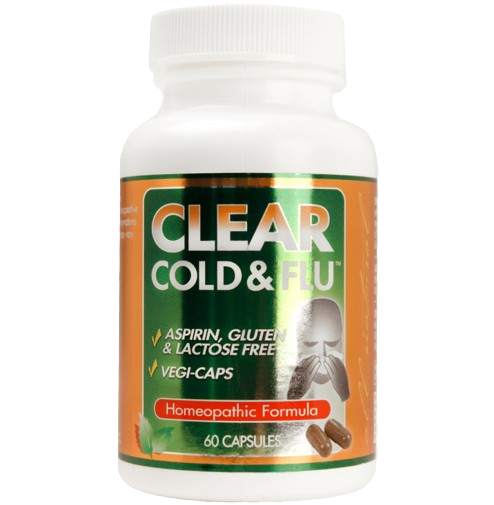 CLEAR
COLD & FLU™
ASPIRIN, GLUTEN
& LACTOSE FREE
VEGI-CAPS
Homeopathic Formula
60 CAPSULES